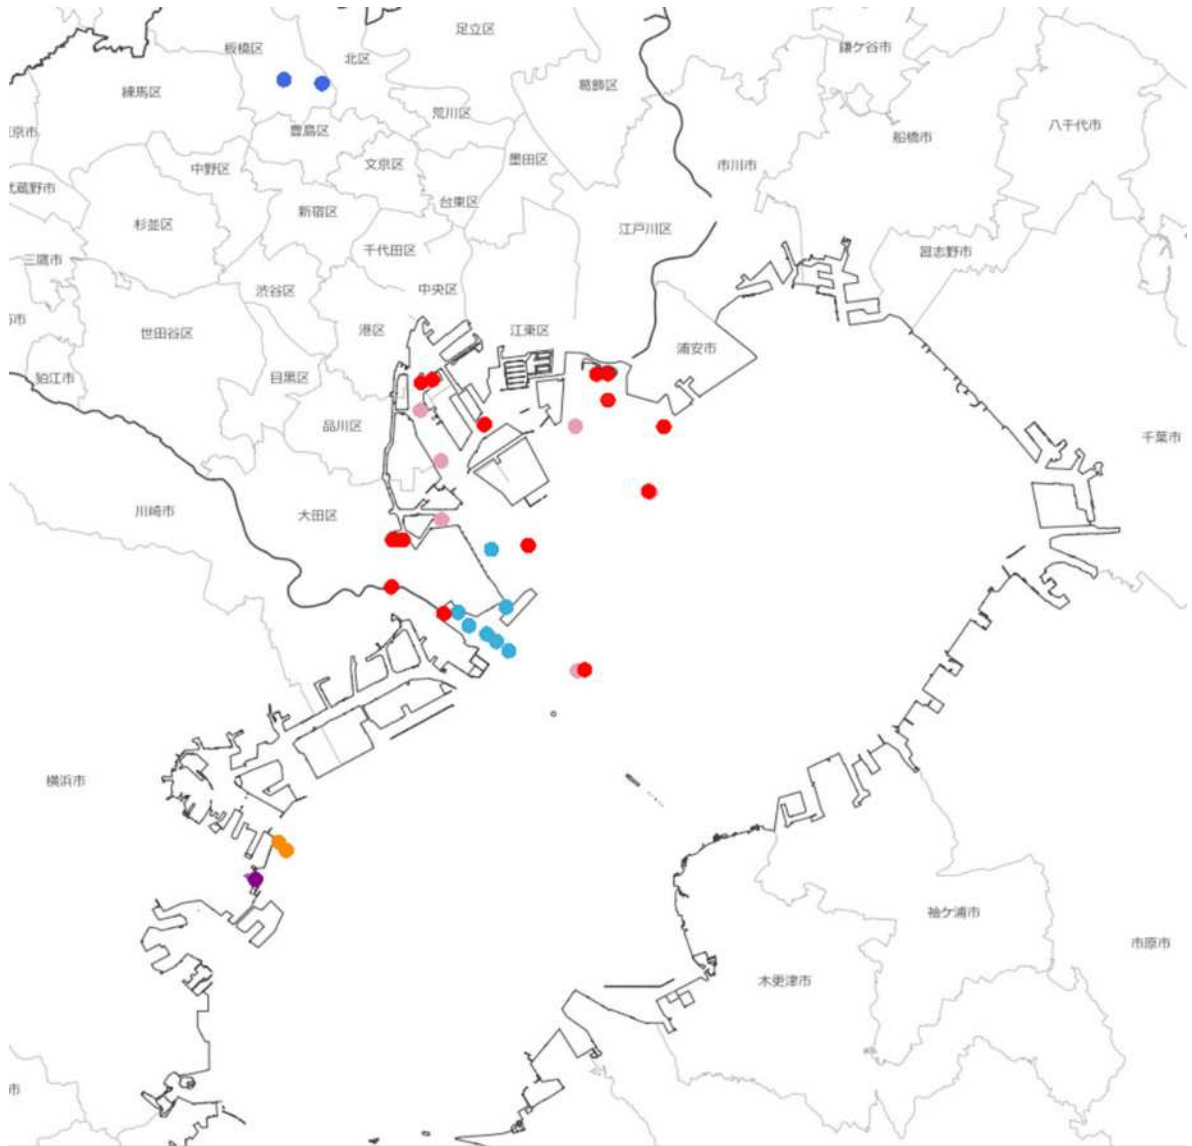 足立区
板橋区
鎌ケ谷市
北区
葛飾区
練馬区
荒川区
八千代市
豊島区
船橋市
京市
墨田区
文京区
市川市
中野区
武蔵野市
台東区
新宿区
杉並区
江戸川区
千代田区
習志野市
三鷹市
渋谷区
中央区
市
世田谷区
港区
江東区
浦安市
狛江市
目黒区
品川区
千葉市
川崎市
大田区
横浜市
袖ケ浦市
市原市
木更津市
市